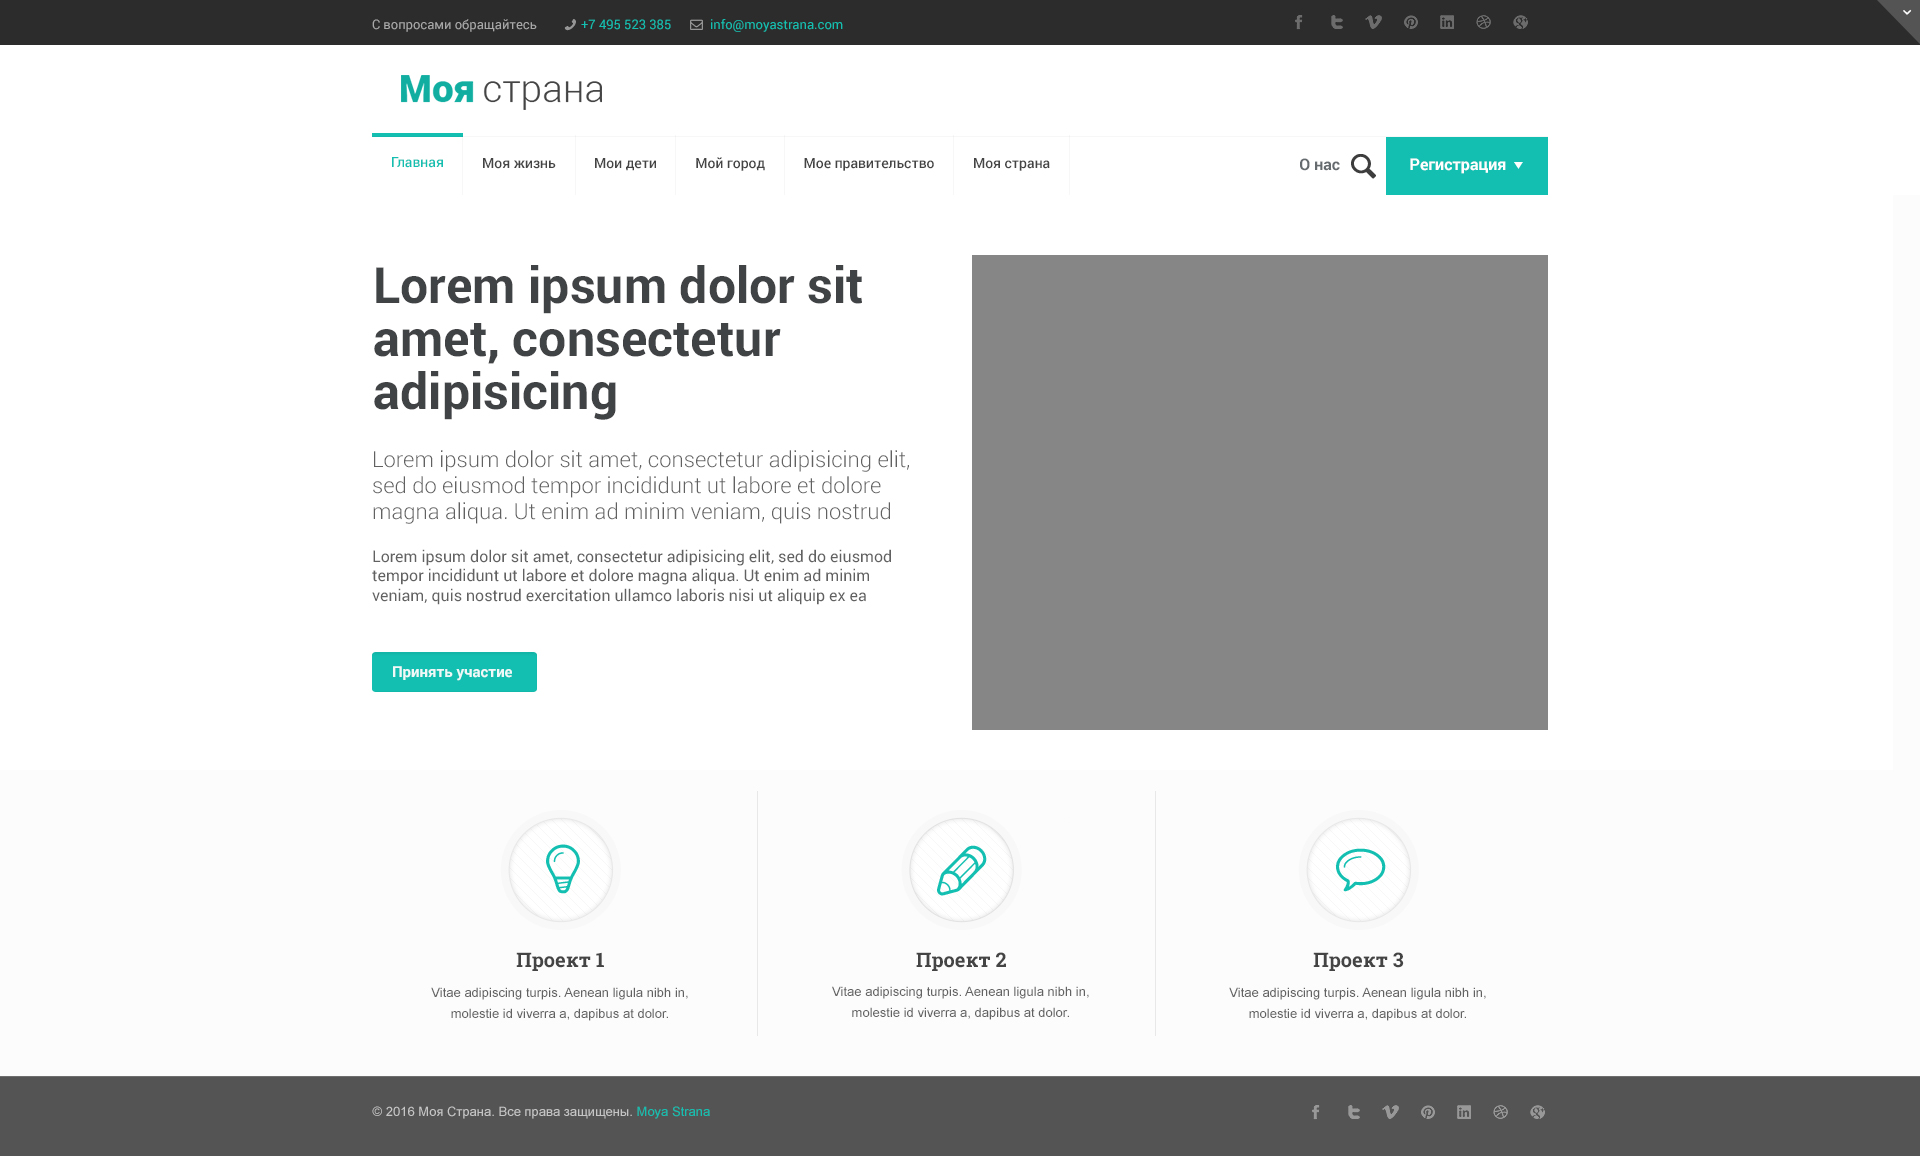 С вопросами обращайтесь +7 495 523 385 info@moyastrana.com
Моя страна
Главная Моя жизнь Мои дети Мой город Мое правительство Моя страна О нас Регистрация
Lorem ipsum dolor sit
amet, consectetur
adipisicing
Lorem ipsum dolor sit amet, consectetur adipisicing elit,
sed do eiusmod tempor incididunt ut labore et dolore
magna aliqua. Ut enim ad minim veniam, quis nostrud
Lorem ipsum dolor sit amet, consectetur adipisicing elit, sed do eiusmod
tempor incididunt ut labore et dolore magna aliqua. Ut enim ad minim
veniam, quis nostrud exercitation ullamco laboris nisi ut aliquip ex ea
Принять участие
Проект 1
Vitae adipiscing turpis. Aenean ligula nibh in,
molestie id viverra a, dapibus at dolor.
Проект 2
Vitae adipiscing turpis. Aenean ligula nibh in,
molestie id viverra a, dapibus at dolor.
Проект 3
Vitae adipiscing turpis. Aenean ligula nibh in,
molestie id viverra a, dapibus at dolor.
© 2016 Моя Страна. Все права защищены. Moya Strana